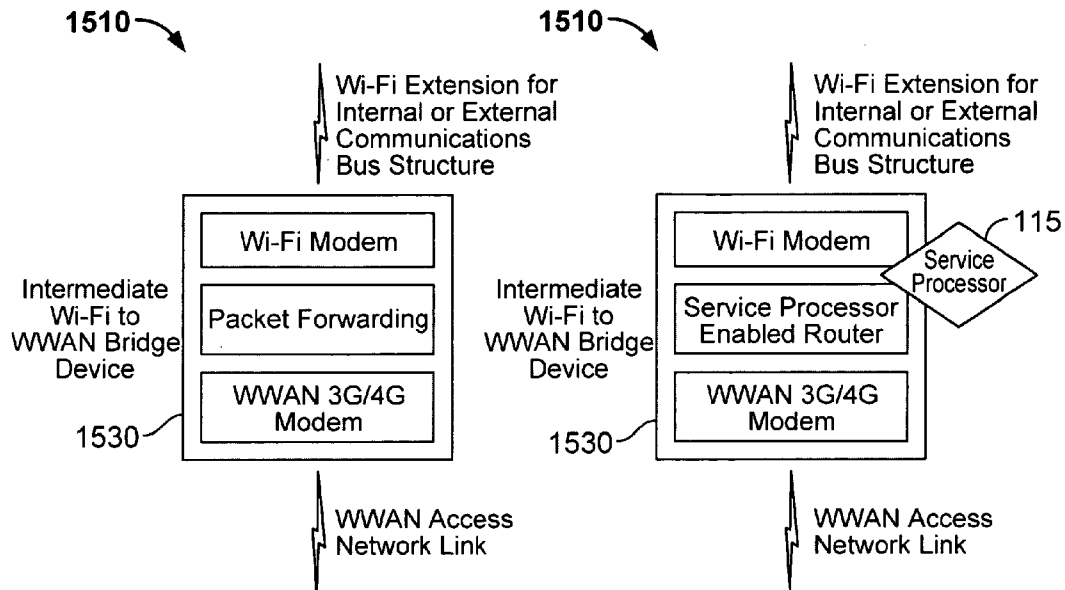 1510
Wi-Fi Extension for
Internal or External
Communications
Bus Structure
Wi-Fi Modem
Packet Forwarding
WWAN 3G/4G
Modem
Intermediate
Wi-Fi to
WWAN Bridge
Device
1530
WWAN Access
Network Link
1510
Wi-Fi Extension for
Internal or External
Communications
Bus Structure
115
Wi-Fi Modem
Service
Processor
Service Processor
Enabled Router
WWAN 3G/4G
Modem
Intermediate
Wi-Fi to
WWAN Bridge
Device
1530
WWAN Access
Network Link